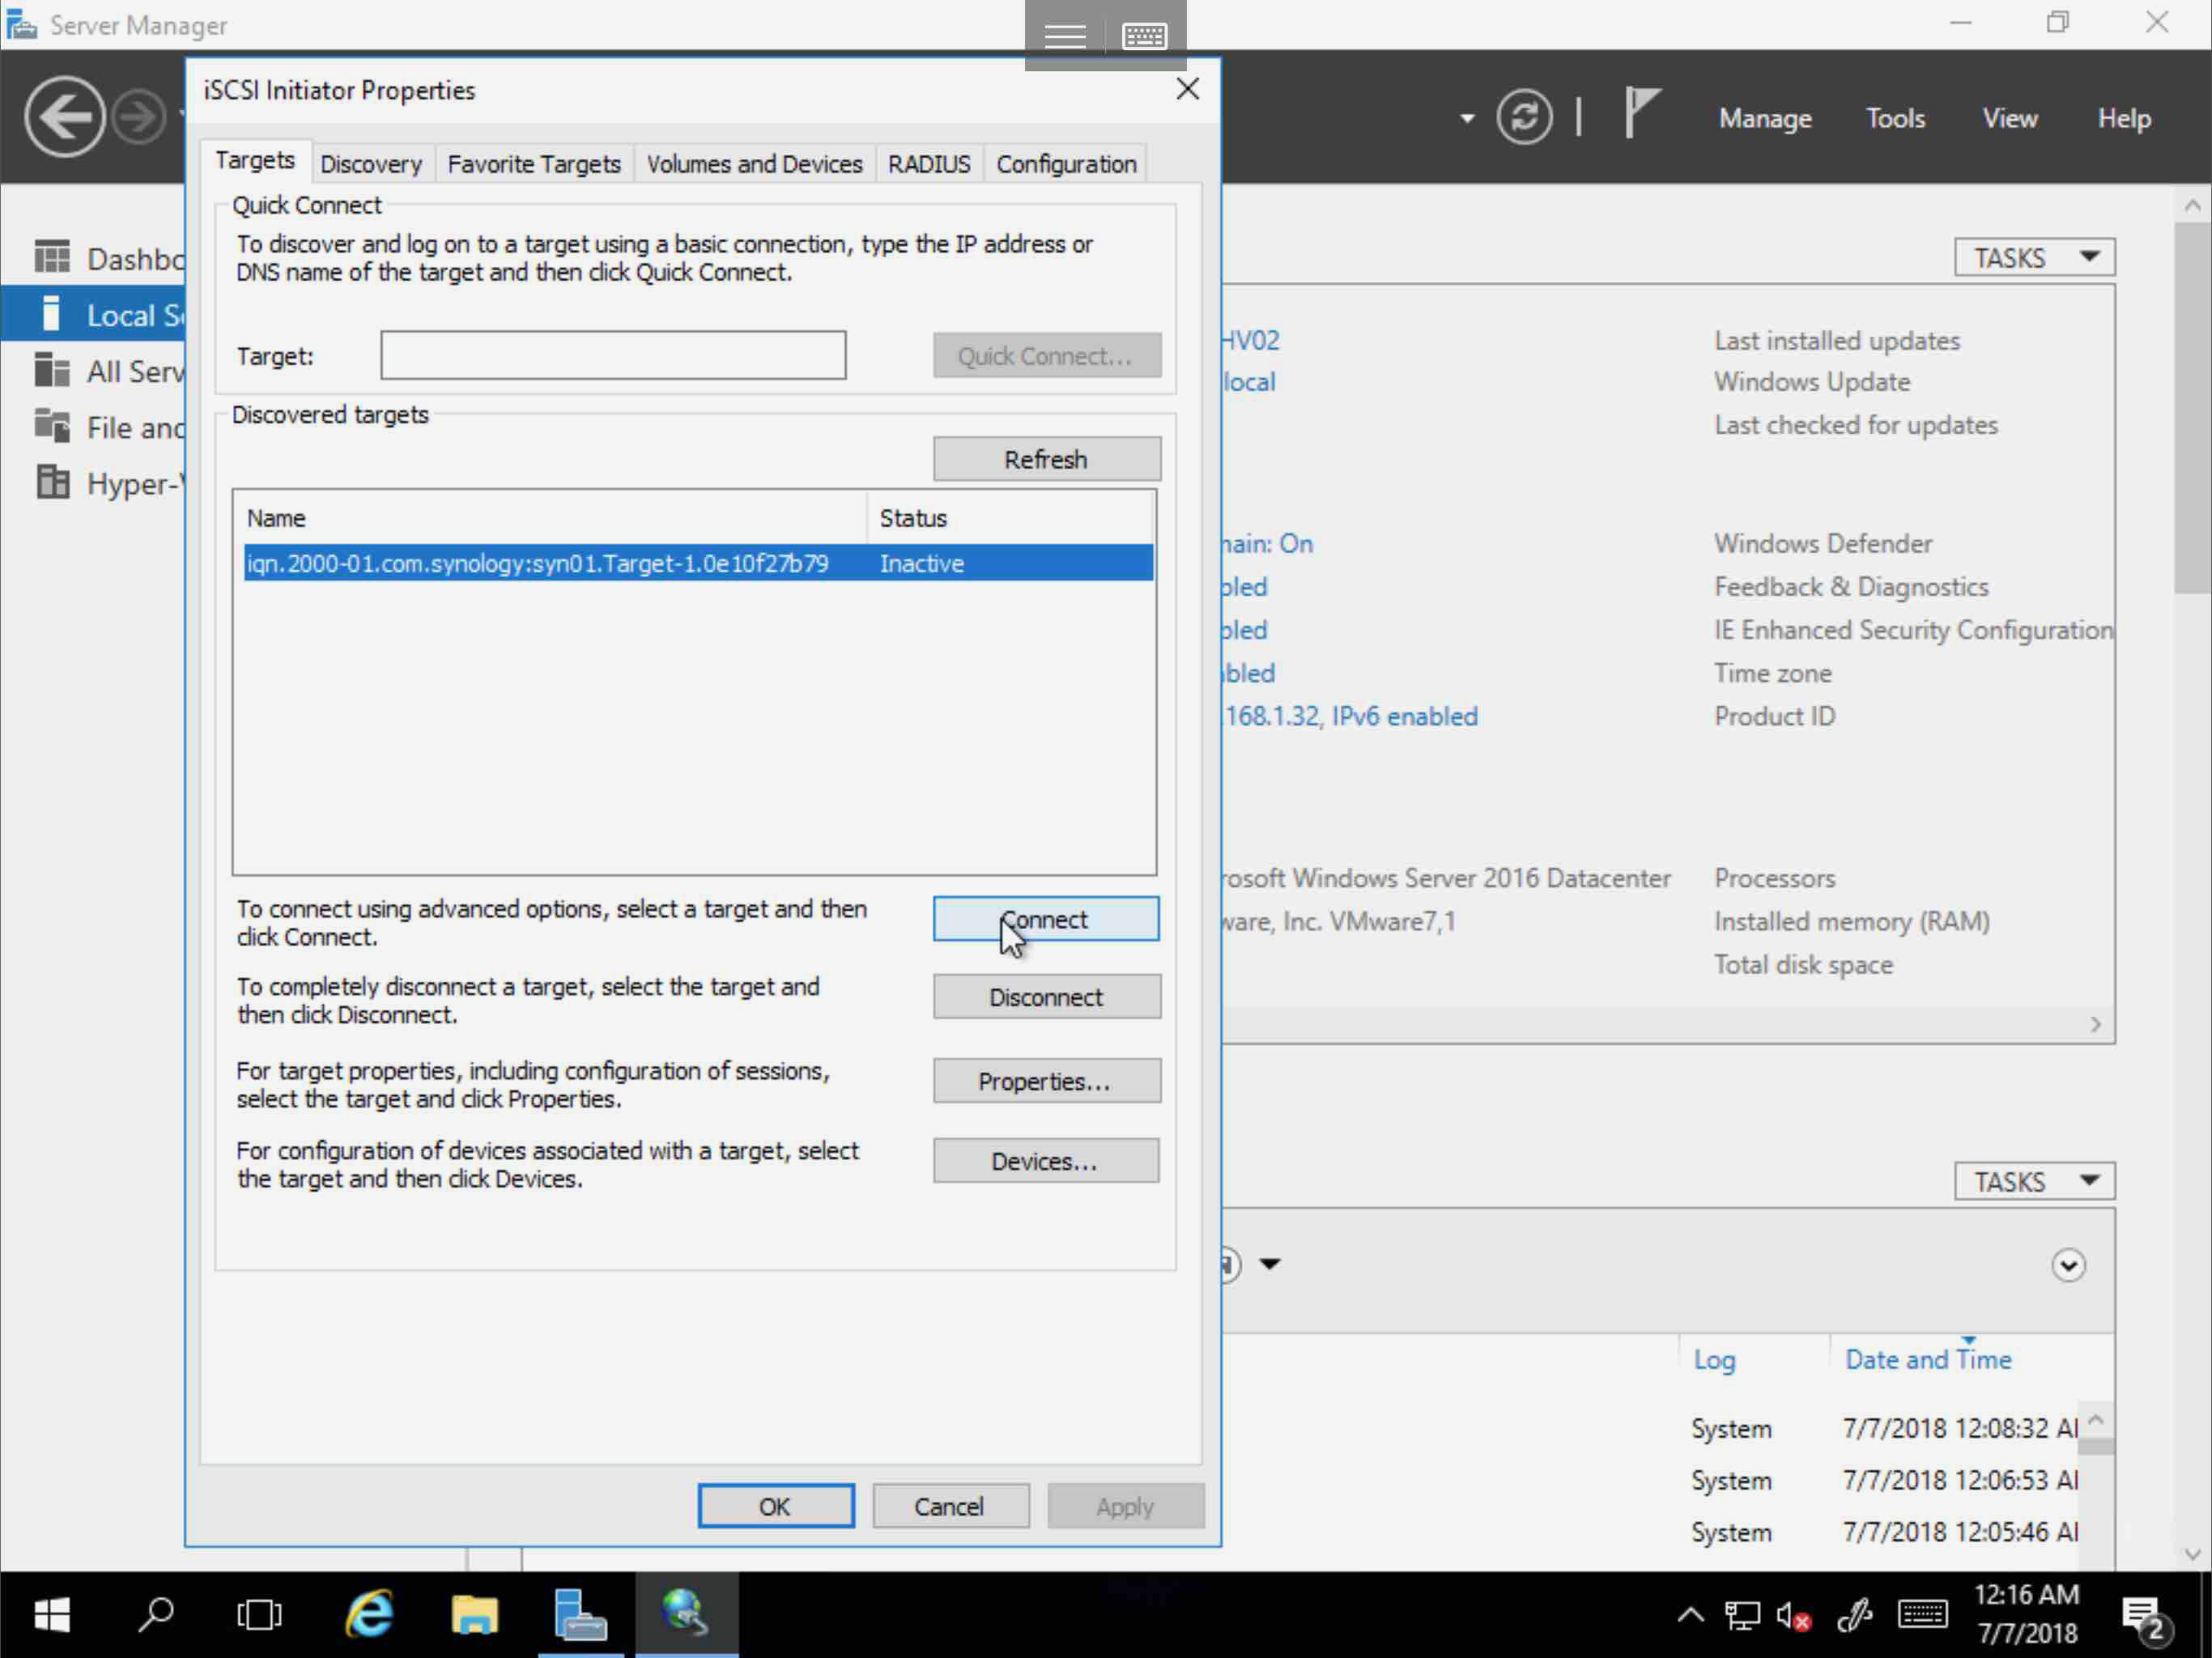 Server Manager
iSCSI Initiator Properties
Manage Tools View Help
Targets Discovery Favorite Targets Volumes and Devices RADIUS Configuration
Quick Connect
To discover and log on to a target using a basic connection, type the IP address or
DNS name of the target and then click Quick Connect.
Target:
Quick Connect...
Discovered targets
Refresh
Name Status
iqn.2000-01.com.synology:syn01.Target-1.0e10f27b79 Inactive
To connect using advanced options, select a target and then
click Connect.
Connect
To completely disconnect a target, select the target and
then click Disconnect.
Disconnect
For target properties, including configuration of sessions,
select the target and click Properties.
Properties...
For configuration of devices associated with a target, select
the target and then click Devices.
Devices...
OK Cancel Apply
Dashbo
Local Se
All Serv
File and
Hyper-V
TASKS
HV02
local
main: On
bled
bled
abled
.168.1.32, IPv6 enabled
rosoft Windows Server 2016 Datacenter
ware, Inc. VMware7,1
Last installed updates
Windows Update
Last checked for updates
Windows Defender
Feedback & Diagnostics
IE Enhanced Security Configuration
Time zone
Product ID
Processors
Installed memory (RAM)
Total disk space
TASKS
Log Date and Time
System 7/7/2018 12:08:32 A
System 7/7/2018 12:06:53 A
System 7/7/2018 12:05:46 A
12:16 AM
7/7/2018
2